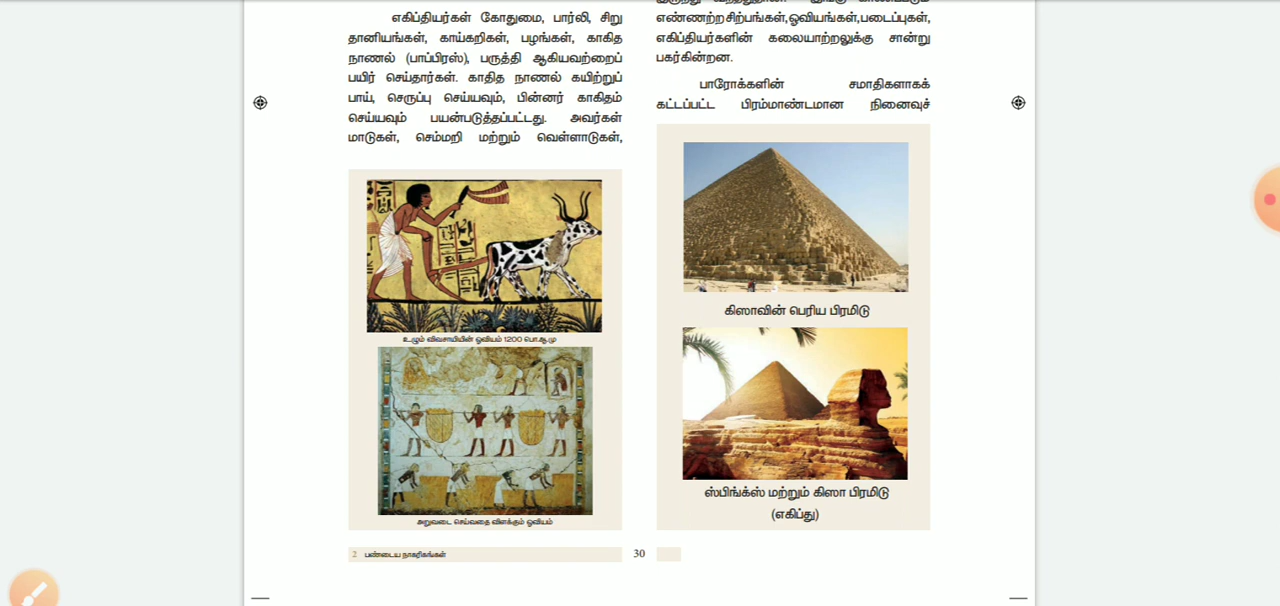 எகிப்தியர்கள் கோதுமை, பார்லி, சிறு
தானியங்கள், காய்கறிகள், பழங்கள், காகித
நாணல் (பாப்பிரஸ்), பருத்தி ஆகியவற்றைப்
பயிர் செய்தார்கள். காதித நாணல் கயிற்றுப்
பாய், செருப்பு செய்யவும், பின்னர் காகிதம்
செய்யவும் பயன்படுத்தப்பட்டது. அவர்கள்
மாடுகள், செம்மறி மற்றும் வெள்ளாடுகள்,
உழும் விவசாயியின் ஓவியம் 1200 பொ.ஆ.மு
அறுவடை செய்வதை விளக்கும் ஓவியம்
எண்ணற்ற சிற்பங்கள், ஓவியங்கள், படைப்புகள்,
எகிப்தியர்களின் கலையாற்றலுக்கு சான்று
பகர்கின்றன.
பாரோக்களின் சமாதிகளாகக்
கட்டப்பட்ட பிரம்மாண்டமான நினைவுச்
கிஸாவின் பெரிய பிரமிடு
ஸ்பிங்க்ஸ் மற்றும் கிஸா பிரமிடு
(எகிப்து)
2 பண்டைய நாகரிகங்கள்
30